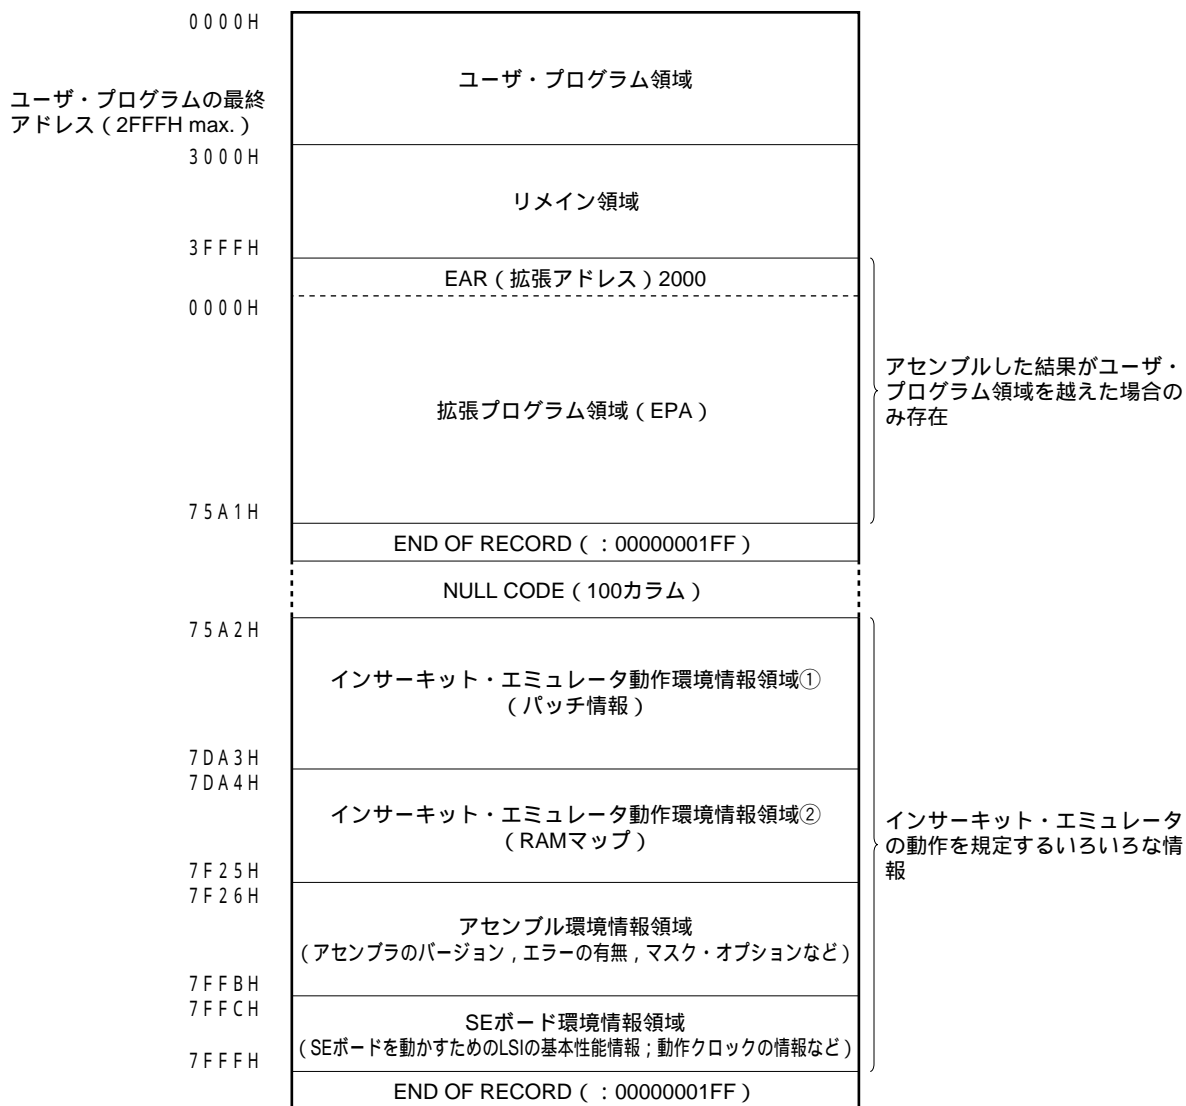 0000H
ユーザ・プログラム領域
ユーザ・プログラムの最終
アドレス(2FFFH max.)
3000H
リメイン領域
3FFFH
EAR(拡張アドレス)2000
0000H
アセンブルした結果がユーザ・
プログラム領域を越えた場合の
み存在
拡張プログラム領域(EPA)
75A1H
END OF RECORD(:00000001FF)
NULL CODE(100カラム)
75A2H
インサーキット・エミュレータ動作環境情報領域①
(パッチ情報)
7DA3H
7DA4H
インサーキット・エミュレータ動作環境情報領域②
(RAMマップ)
インサーキット・エミュレータ
の動作を規定するいろいろな情
報
7F25H
7F26H
アセンブル環境情報領域
(アセンブラのバージョン,エラーの有無,マスク・オプションなど)
7FFBH
7FFCH
SEボード環境情報領域
(SEボードを動かすためのLSIの基本性能情報;動作クロックの情報など)
7FFFH
END OF RECORD(:00000001FF)